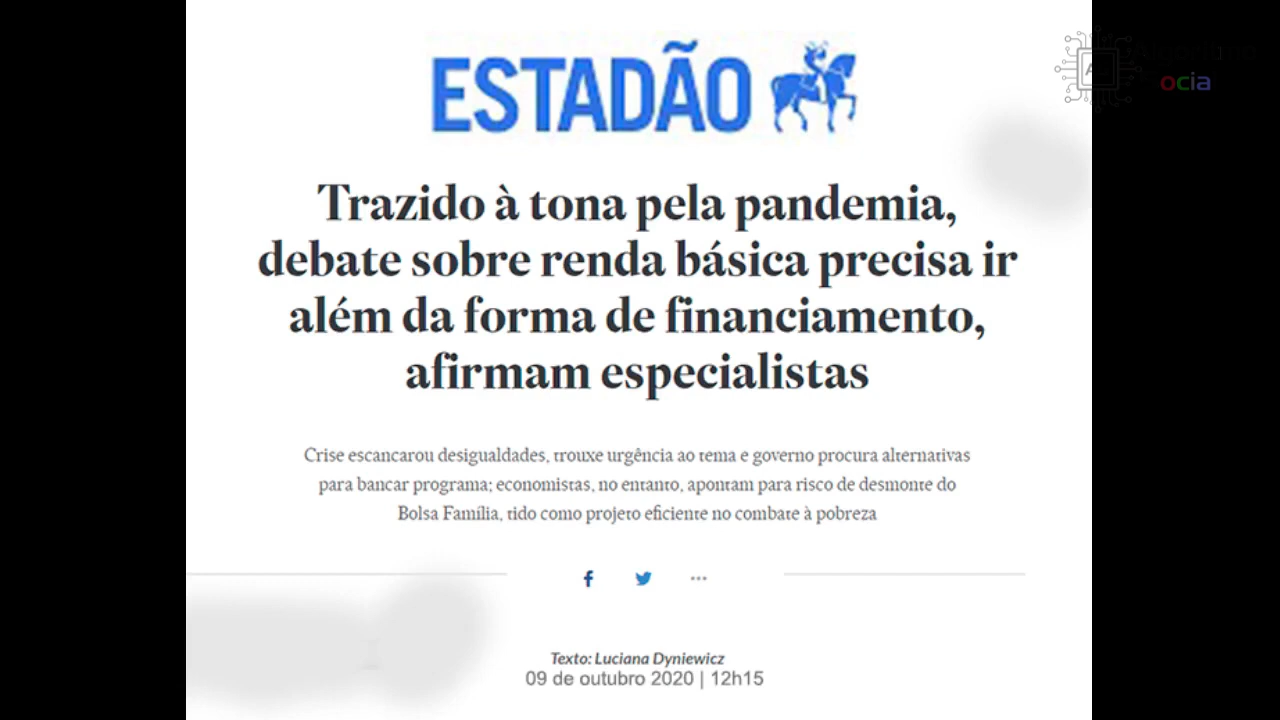 ESTADÃO
ocia
Trazido à tona pela pandemia,
debate sobre renda básica precisa ir
além da forma de financiamento,
afirmam especialistas
Crise escancarou desigualdades, trouxe urgência ao tema e governo procura alternativas
para bancar programa; economistas, no entanto, apontam para risco de desmonte do
Bolsa Família, tido como projeto eficiente no combate à pobreza
Texto: Luciana Dyniewicz
09 de outubro 2020 | 12h15